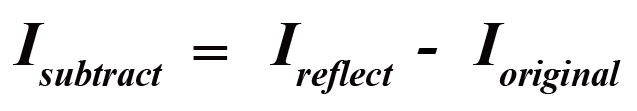 I_subtract = I_reflect - I_original